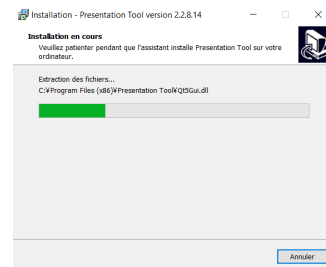 Installation - Presentation Tool version 2.2.8.14
Installation en cours
Veuillez patienter pendant que l'assistant installe Presentation Tool sur votre
ordinateur.
Extraction des fichiers...
C:¥Program Files (x86)¥Presentation Tool¥Qt5Gui.dll
Annuler